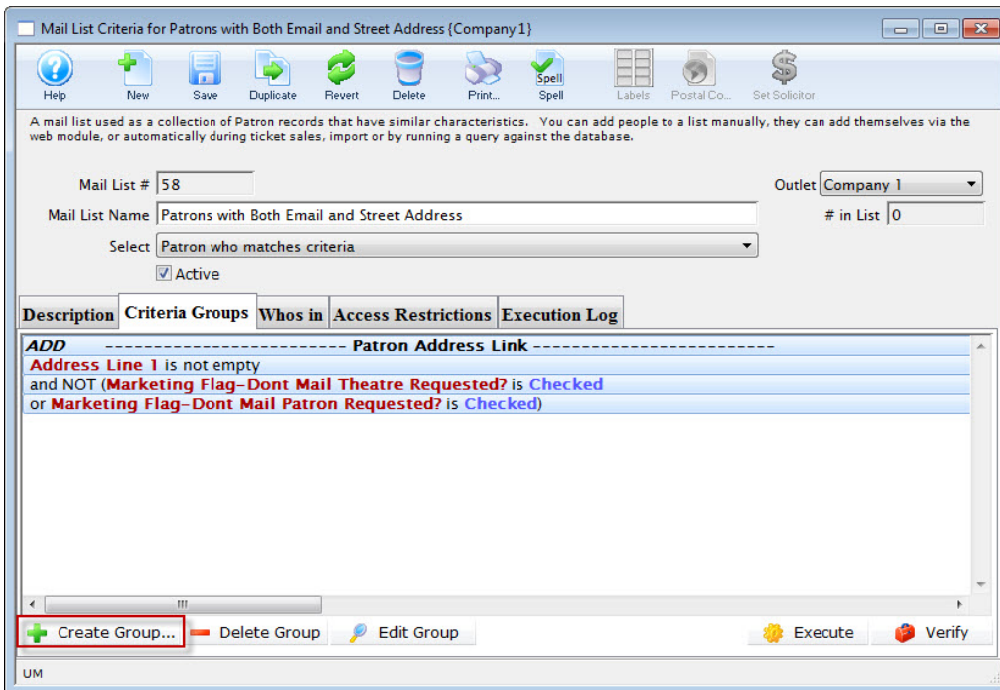 Mail List Criteria for Patrons with Both Email and Street Address {Company1}
Help New Save Duplicate Revert Delete Print... Spell Labels Postal Co... Set Solicitor
Spell
A mail list used as a collection of Patron records that have similar characteristics. You can add people to a list manually, they can add themselves via the
web module, or automatically during ticket sales, import or by running a query against the database.
Mail List # 58 Outlet Company 1
Mail List Name Patrons with Both Email and Street Address # in List 0
Select Patron who matches criteria
Active
Description Criteria Groups Whos in Access Restrictions Execution Log
ADD ------------------------- Patron Address Link -------------------------
Address Line 1 is not empty
and NOT (Marketing Flag-Dont Mail Theatre Requested? is Checked
or Marketing Flag-Dont Mail Patron Requested? is Checked)
Create Group... Delete Group Edit Group Execute Verify
UM